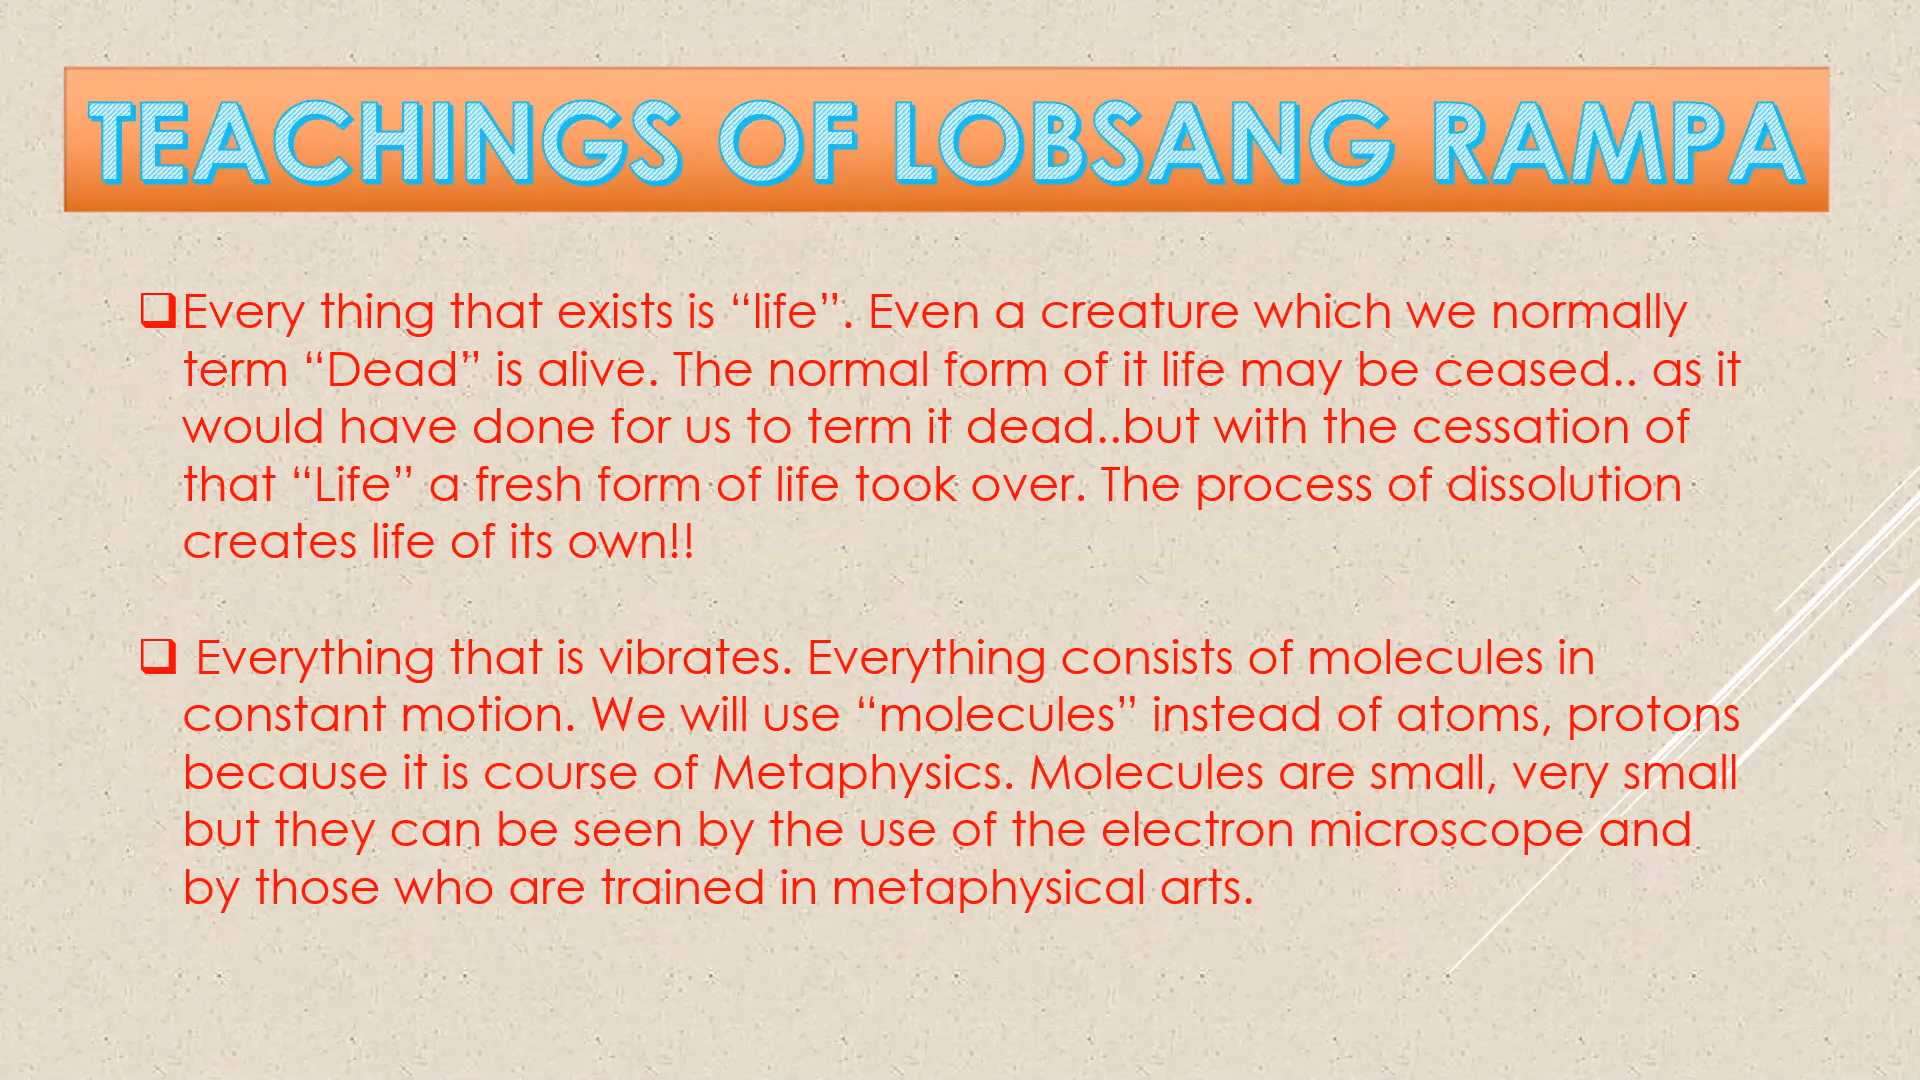 TEACHINGS OF LOBSANG RAMPA
❑Every thing that exists is “life”. Even a creature which we normally
term “Dead” is alive. The normal form of it life may be ceased.. as it
would have done for us to term it dead..but with the cessation of
that “Life” a fresh form of life took over. The process of dissolution
creates life of its own!!
❑ Everything that is vibrates. Everything consists of molecules in
constant motion. We will use “molecules” instead of atoms, protons
because it is course of Metaphysics. Molecules are small, very small
but they can be seen by the use of the electron microscope and
by those who are trained in metaphysical arts.